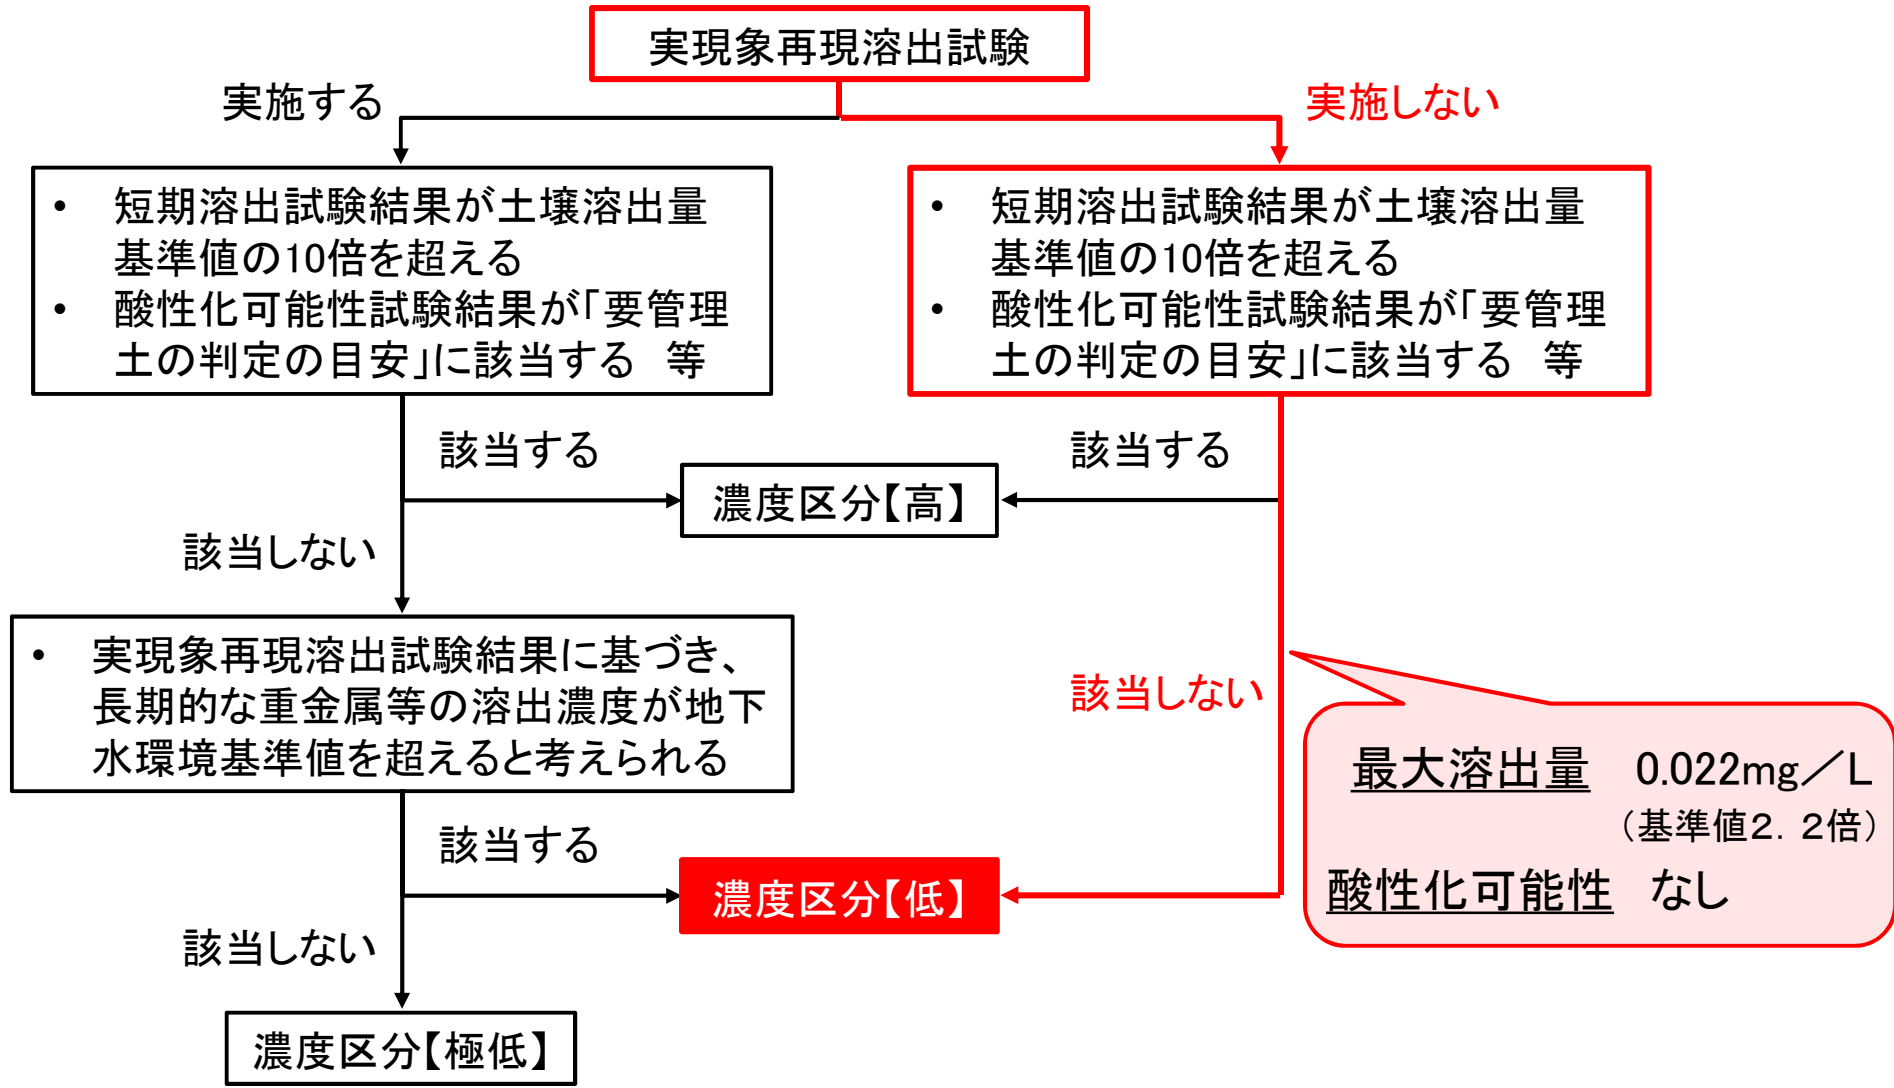 実現象再現溶出試験
実施する
実施しない
• 短期溶出試験結果が土壌溶出量
基準値の10倍を超える
• 酸性化可能性試験結果が「要管理
土の判定の目安」に該当する 等
• 短期溶出試験結果が土壌溶出量
基準値の10倍を超える
• 酸性化可能性試験結果が「要管理
土の判定の目安」に該当する 等
該当する
該当する
濃度区分【高】
該当しない
• 実現象再現溶出試験結果に基づき、
長期的な重金属等の溶出濃度が地下
水環境基準値を超えると考えられる
該当しない
最大溶出量 0.022mg／L
（基準値２．２倍）
酸性化可能性 なし
該当する
濃度区分【低】
該当しない
濃度区分【極低】